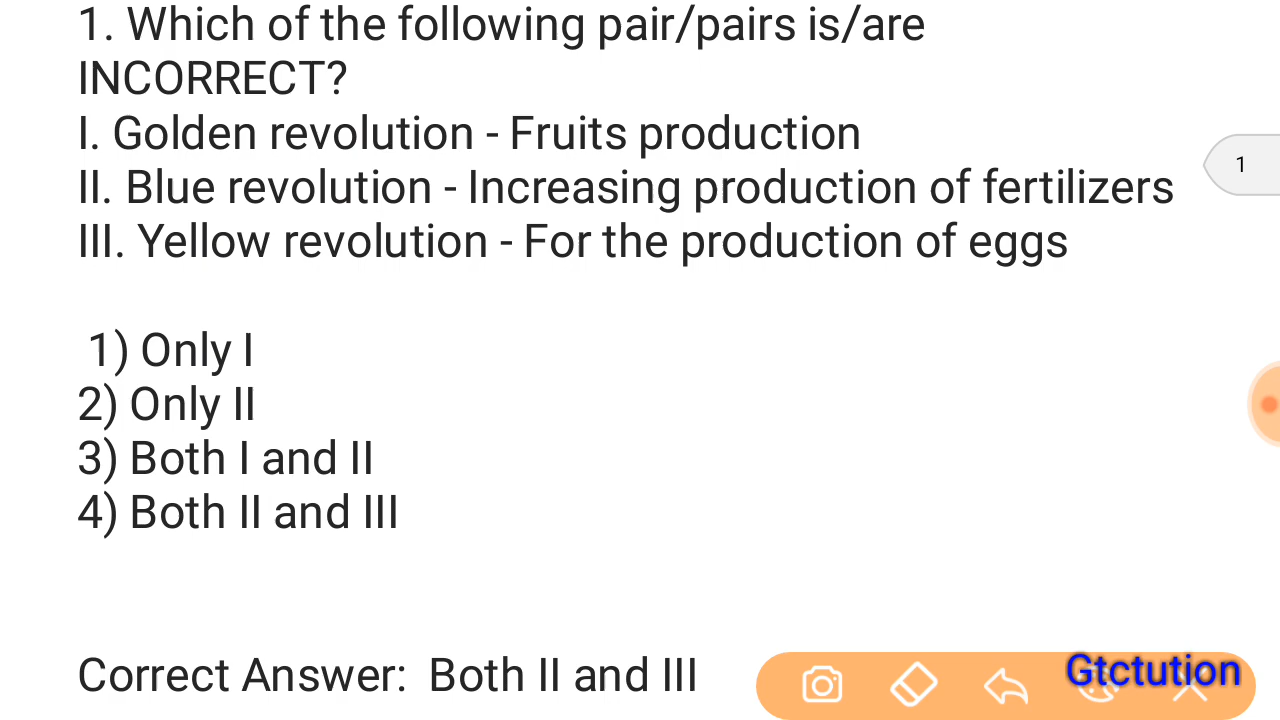 1. Which of the following pair/pairs is/are
INCORRECT?
I. Golden revolution - Fruits production
II. Blue revolution - Increasing production of fertilizers
III. Yellow revolution - For the production of eggs
1) Only I
2) Only II
3) Both I and II
4) Both II and III
Correct Answer:  Both II and III
1
Gtctution